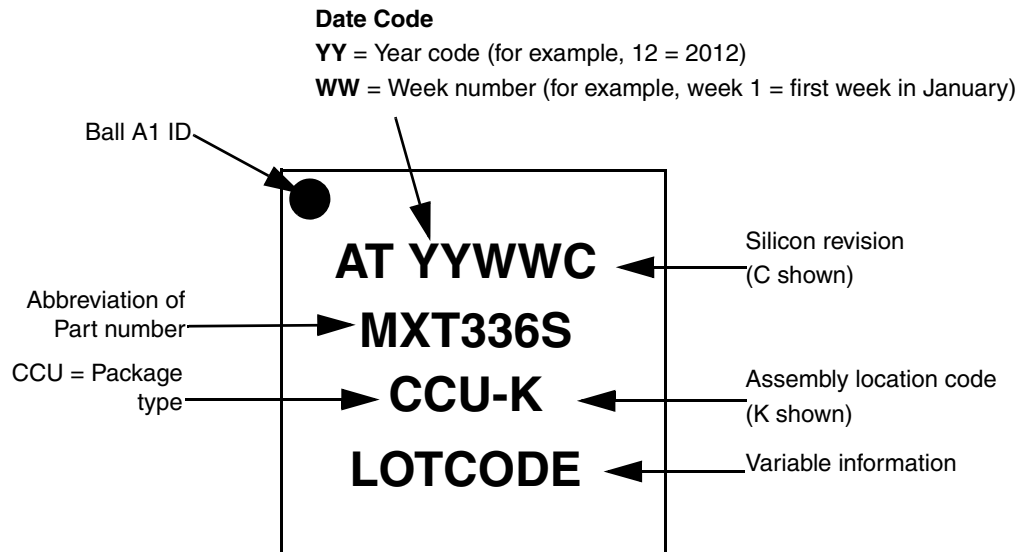 Date Code
YY = Year code (for example, 12 = 2012)
WW = Week number (for example, week 1 = first week in January)
Ball A1 ID
AT YYWWC
Silicon revision
(C shown)
Abbreviation of
Part number
MXT336S
CCU = Package
type
CCU-K
Assembly location code
(K shown)
LOTCODE
Variable information